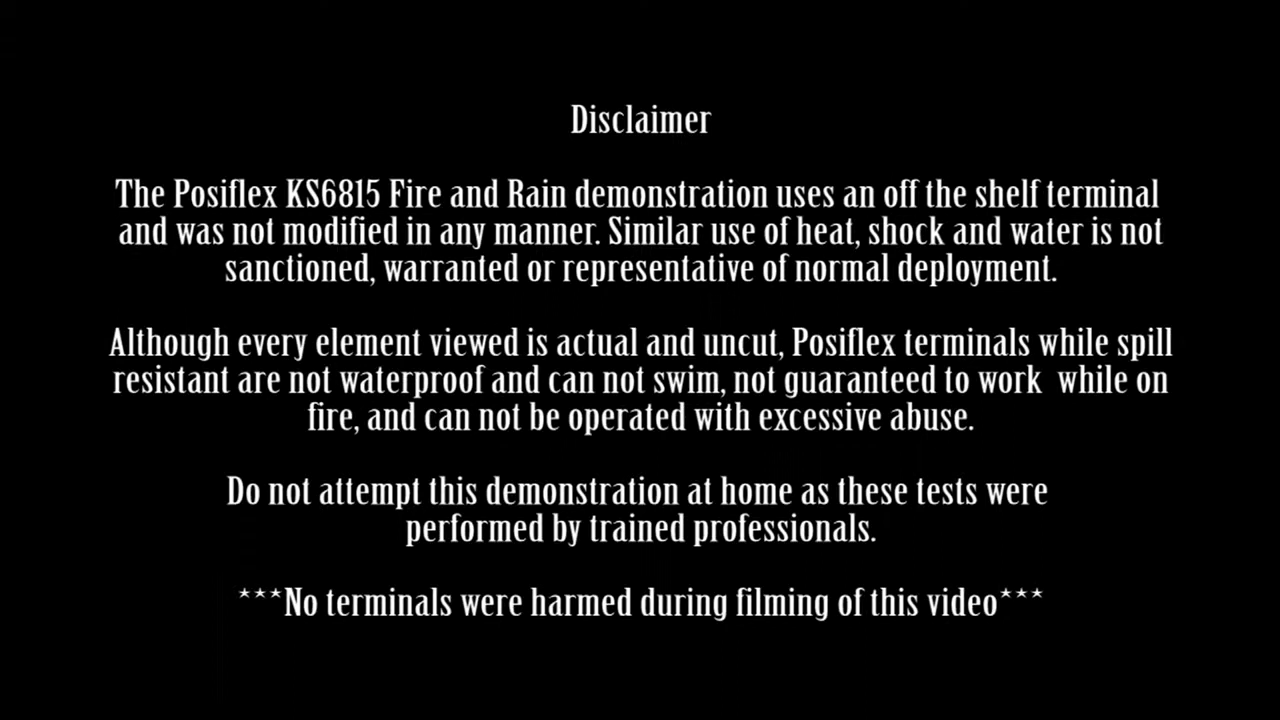 Disclaimer
The Posiflex KS6815 Fire and Rain demonstration uses an off the shelf terminal
and was not modified in any manner. Similar use of heat, shock and water is not
sanctioned, warranted or representative of normal deployment.
Although every element viewed is actual and uncut, Posiflex terminals while spill
resistant are not waterproof and can not swim, not guaranteed to work  while on
fire, and can not be operated with excessive abuse.
Do not attempt this demonstration at home as these tests were
performed by trained professionals.
***No terminals were harmed during filming of this video***